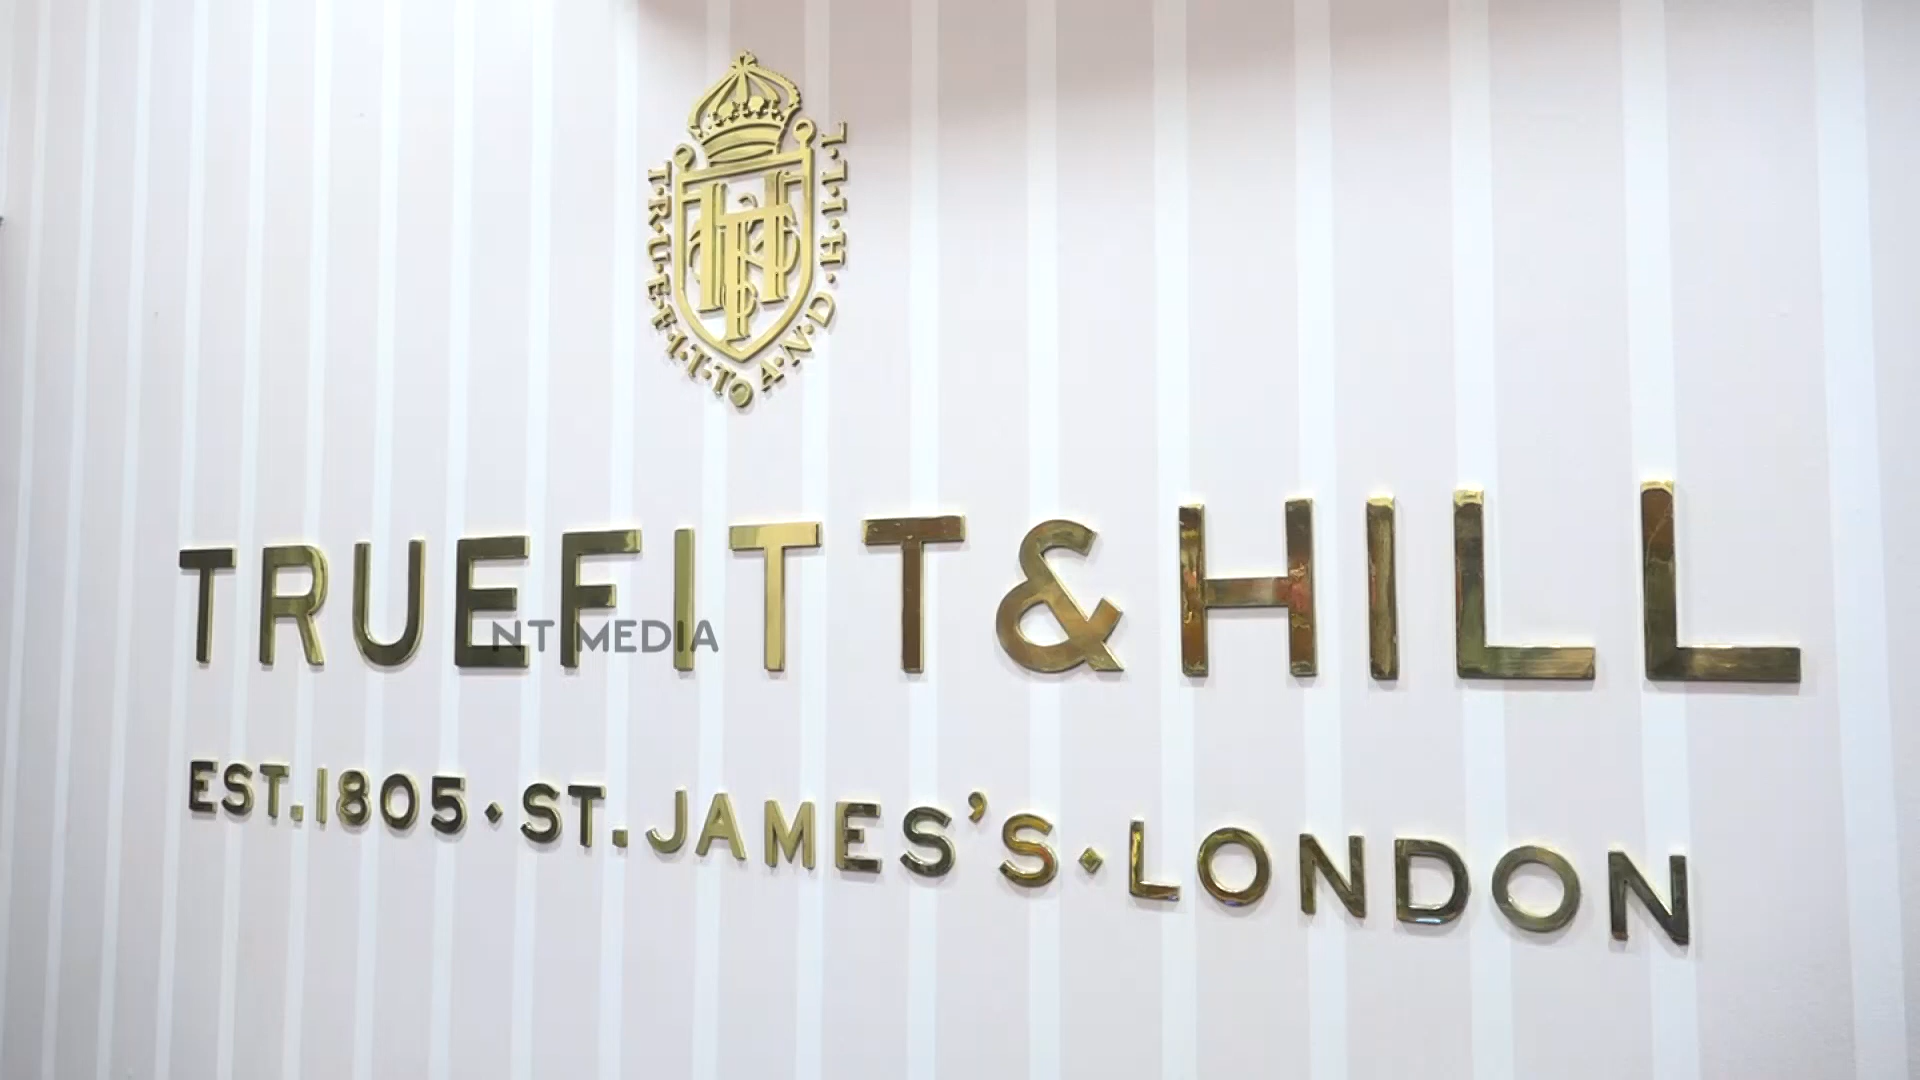 T·R·U·E·F·I·T·T A·N·D· H·I·L·L
TRUEFITT & HILL
NT MEDIA
EST. 1805 · ST. JAMES'S · LONDON